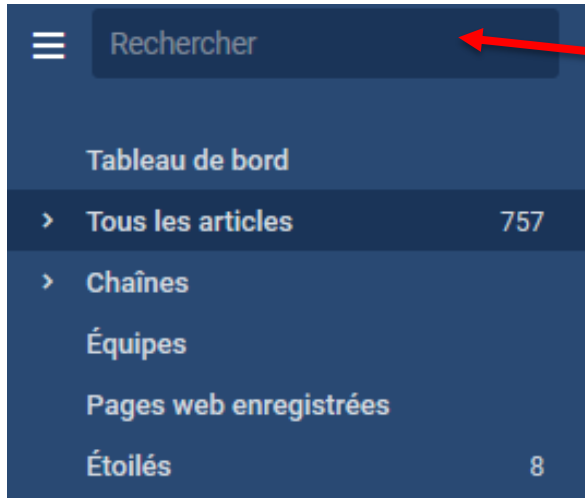 Rechercher
Tableau de bord
Tous les articles 757
Chaînes
Équipes
Pages web enregistrées
Étoilés 8